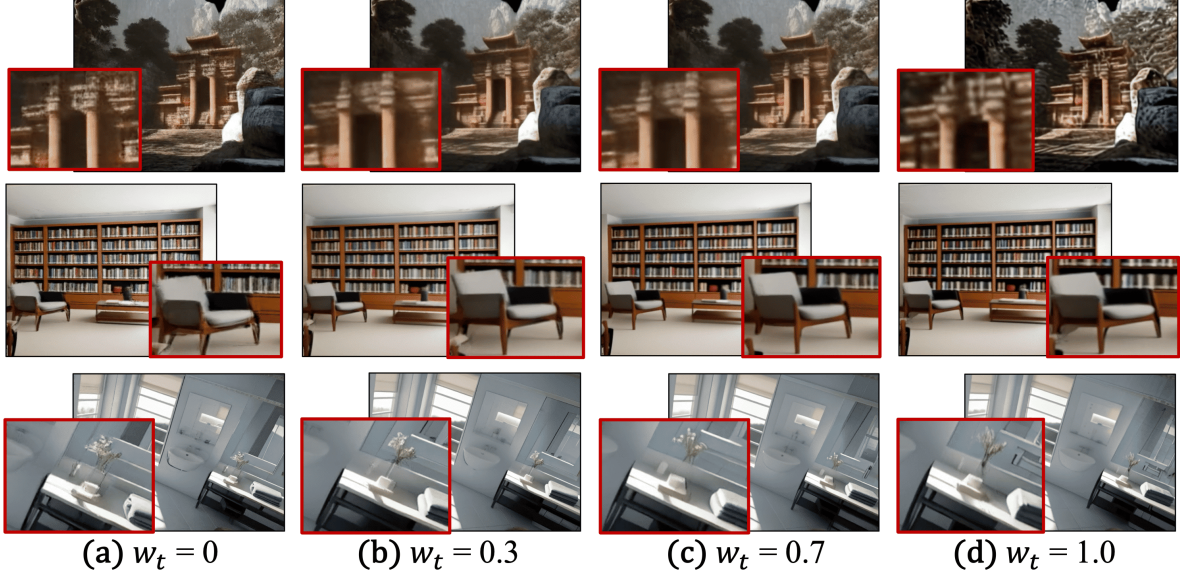 (a) w_t = 0
(b) w_t = 0.3
(c) w_t = 0.7
(d) w_t = 1.0